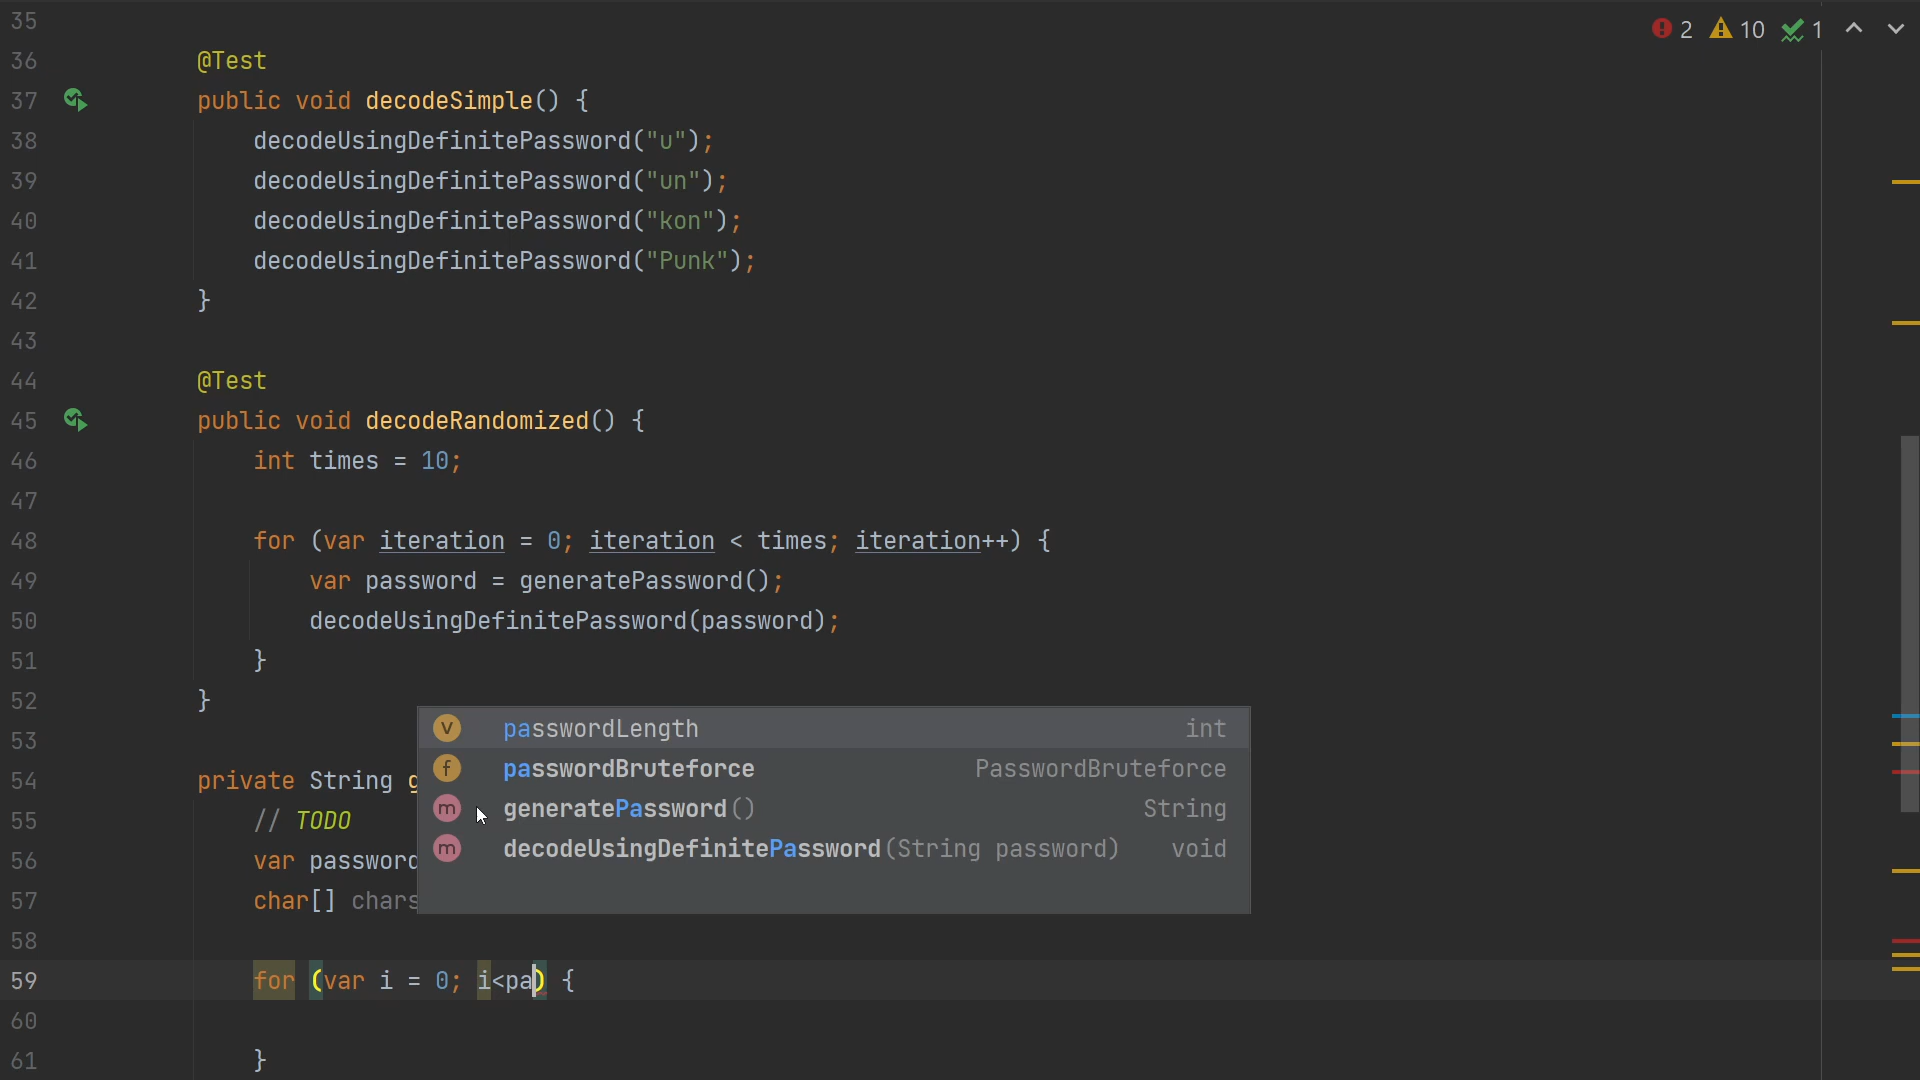 35
2 10 1
36 @Test
37 public void decodeSimple() {
38 decodeUsingDefinitePassword("u");
39 decodeUsingDefinitePassword("un");
40 decodeUsingDefinitePassword("kon");
41 decodeUsingDefinitePassword("Punk");
42 }
43
44 @Test
45 public void decodeRandomized() {
46 int times = 10;
47
48 for (var iteration = 0; iteration < times; iteration++) {
49 var password = generatePassword();
50 decodeUsingDefinitePassword(password);
51 }
52 }
v passwordLength int
53
f passwordBruteforce PasswordBruteforce
54 private String g
m generatePassword() String
55 // TODO
m decodeUsingDefinitePassword(String password) void
56 var password
57 char[] chars
58
59 for (var i = 0; i<pa) {
60
61 }